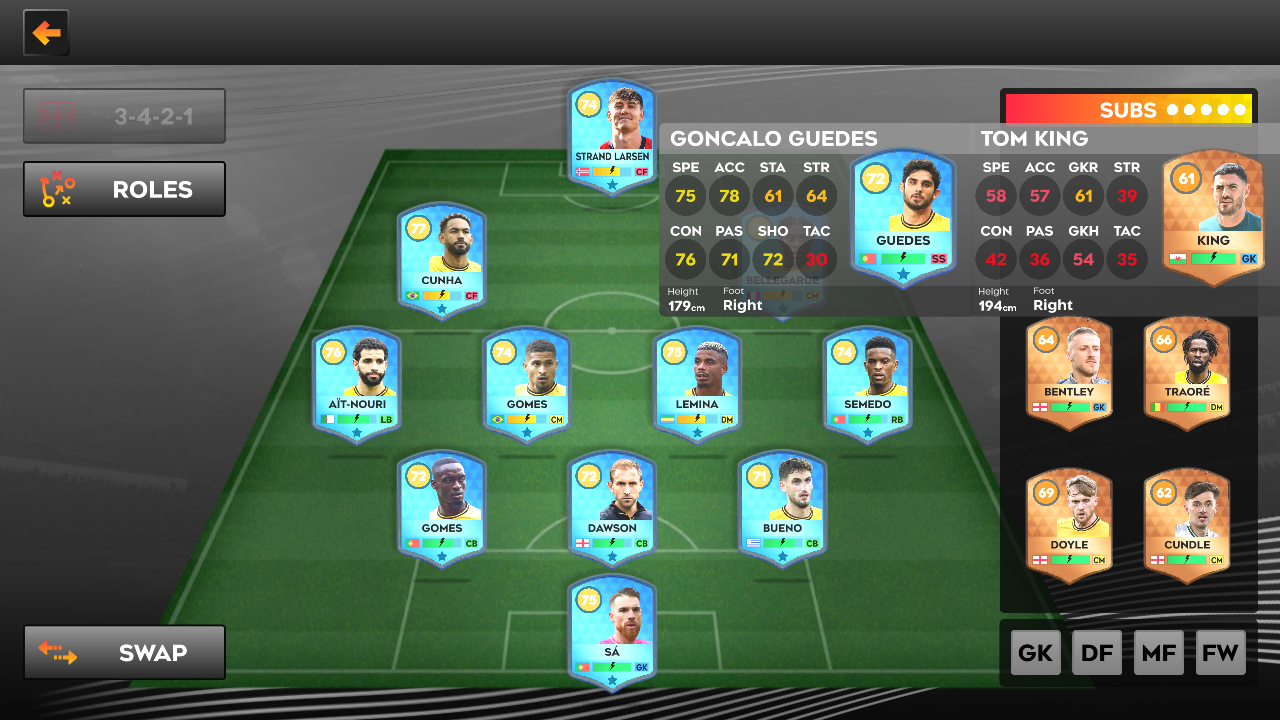 3-4-2-1
ROLES
SWAP
74
STRAND LARSEN
CF
77
CUNHA
CF
BELLEGARDE
CM
76
AÏT-NOURI
LB
74
GOMES
CM
75
LEMINA
DM
74
SEMEDO
RB
72
GOMES
CB
72
DAWSON
CB
71
BUENO
CB
75
SÁ
GK
SUBS
GONCALO GUEDES
SPE ACC STA STR
75 78 61 64
CON PAS SHO TAC
76 71 72 30
Height Foot
179cm Right
72
GUEDES
SS
TOM KING
SPE ACC GKR STR
58 57 61 39
CON PAS GKH TAC
42 36 54 35
Height Foot
194cm Right
61
KING
GK
64
BENTLEY
GK
66
TRAORÉ
DM
69
DOYLE
CM
62
CUNDLE
CM
GK DF MF FW